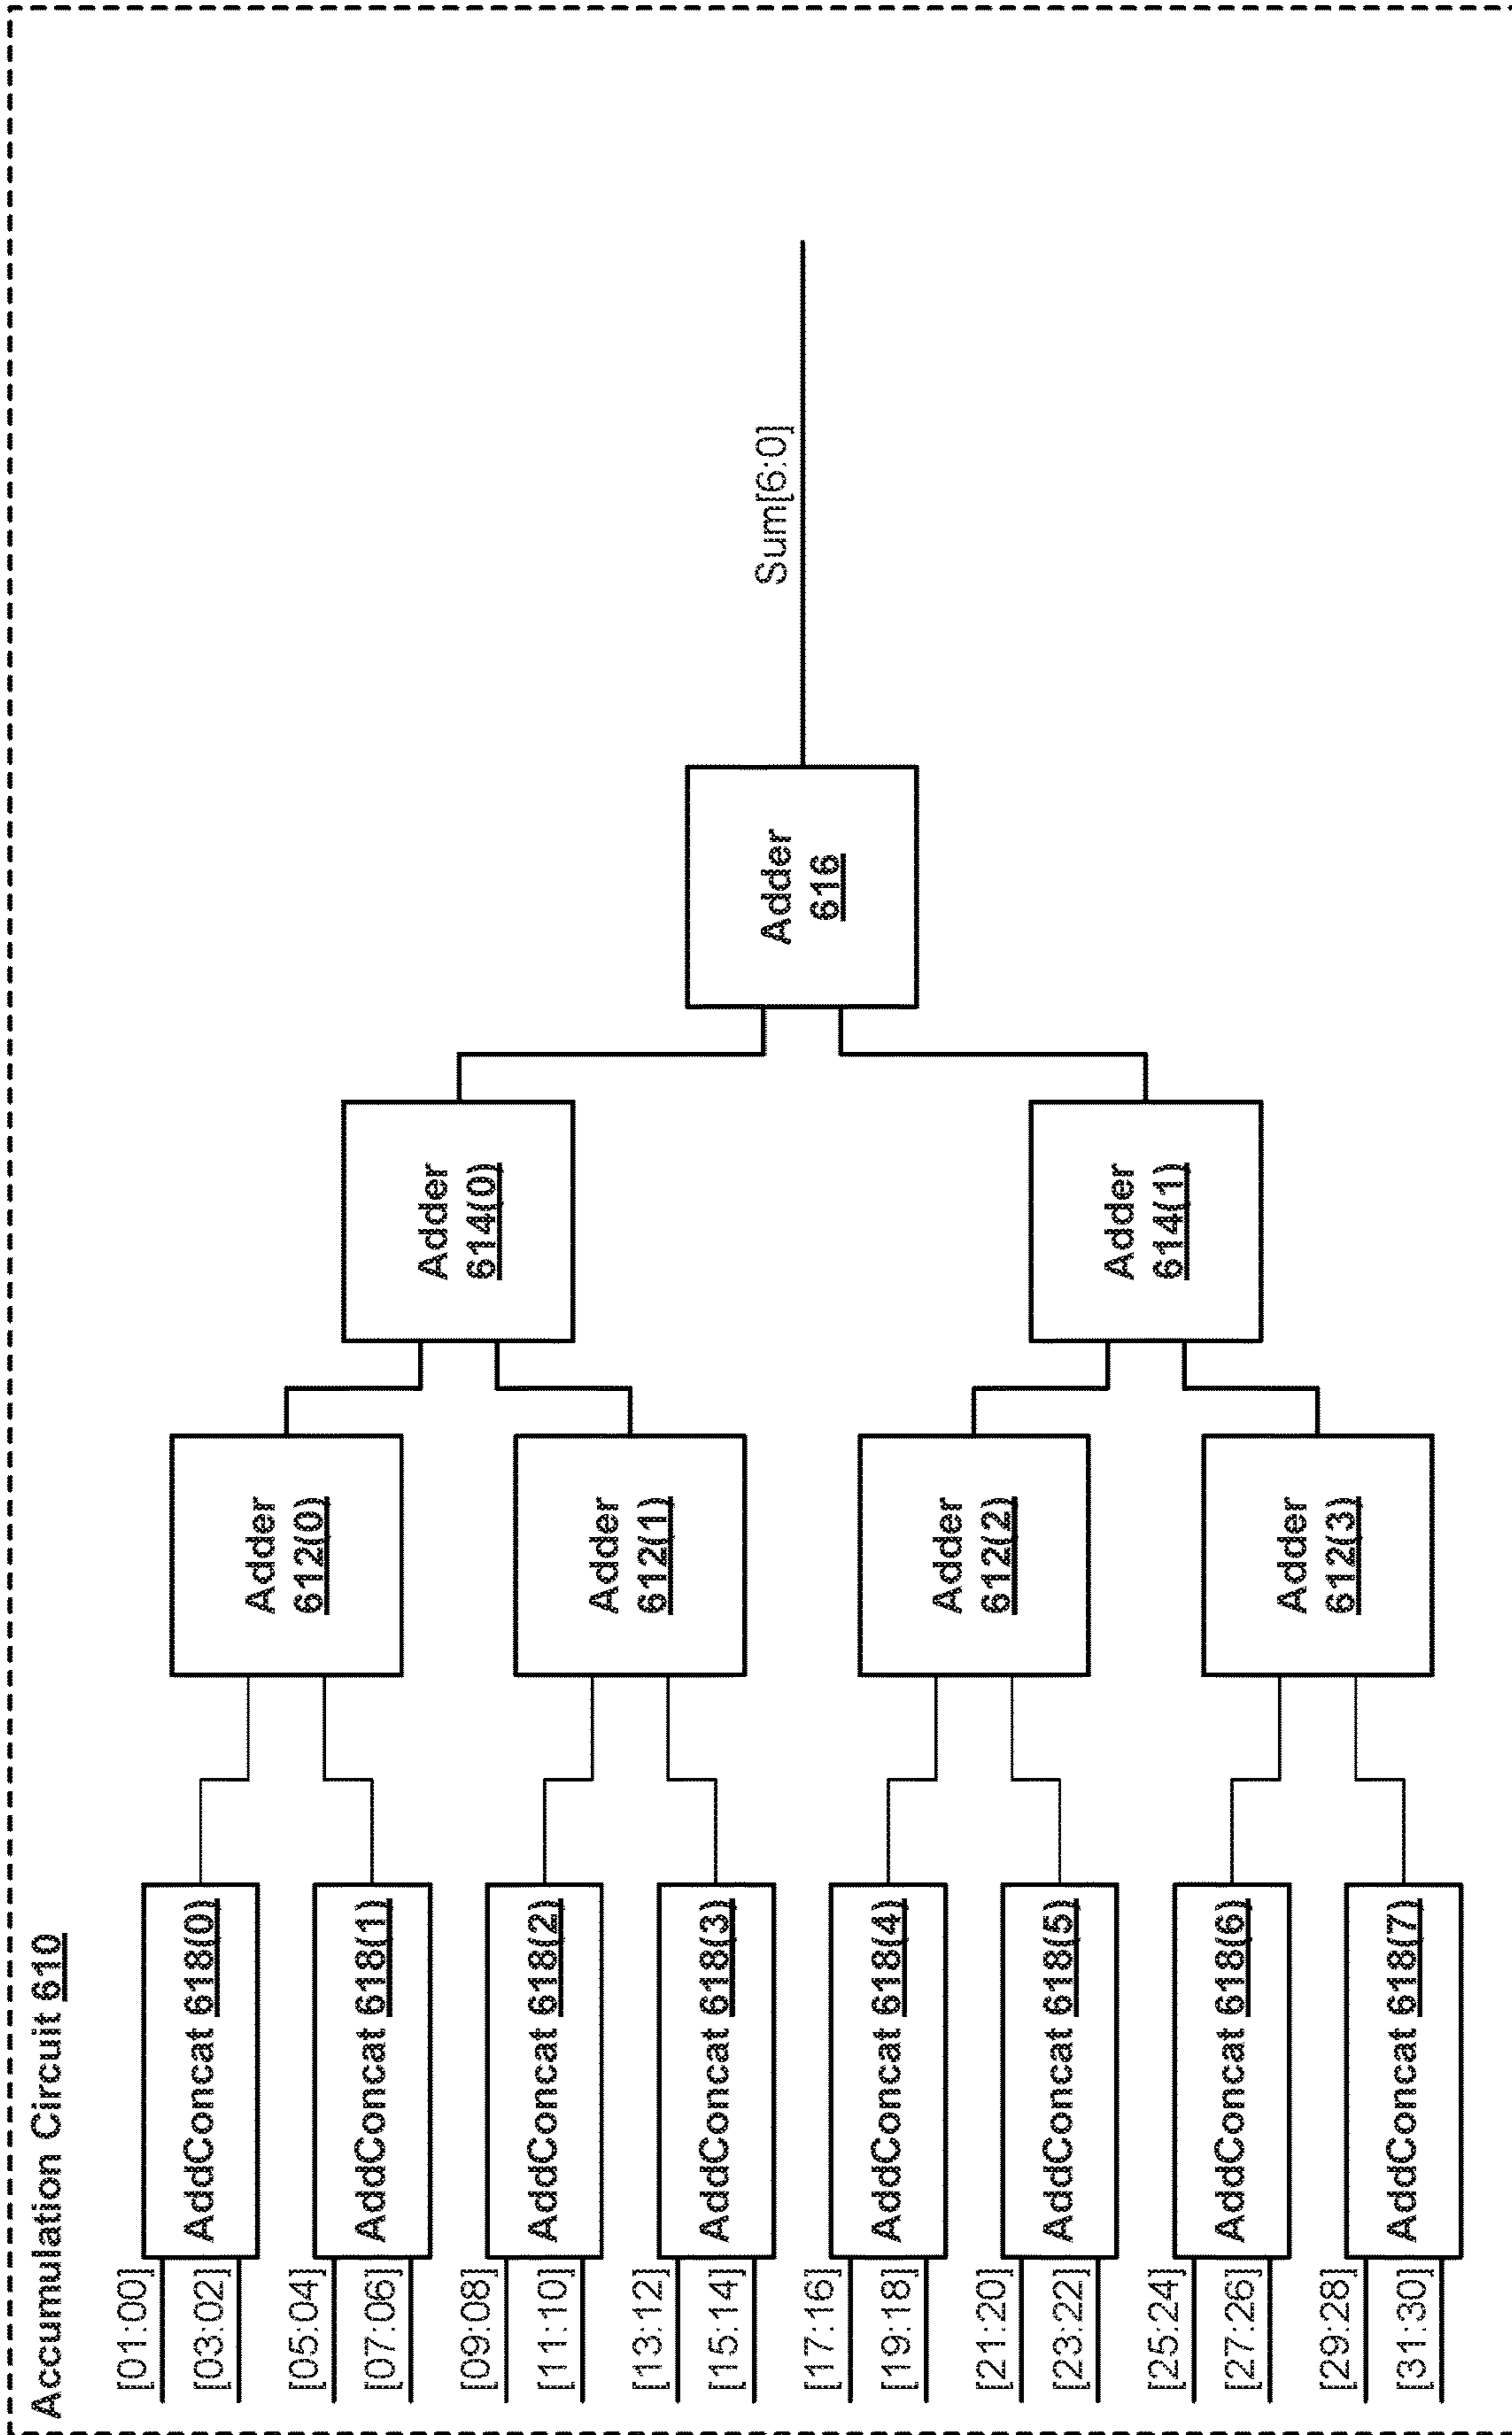 Accumulation Circuit 610
[01:00]
[03:02]
[05:04]
[07:06]
[09:08]
[11:10]
[13:12]
[15:14]
[17:16]
[19:18]
[21:20]
[23:22]
[25:24]
[27:26]
[29:28]
[31:30]
AddConcat 618(0)
AddConcat 618(1)
AddConcat 618(2)
AddConcat 618(3)
AddConcat 618(4)
AddConcat 618(5)
AddConcat 618(6)
AddConcat 618(7)
Adder
612(0)
Adder
612(1)
Adder
612(2)
Adder
612(3)
Adder
614(0)
Adder
614(1)
Adder
616
Sum[6:0]